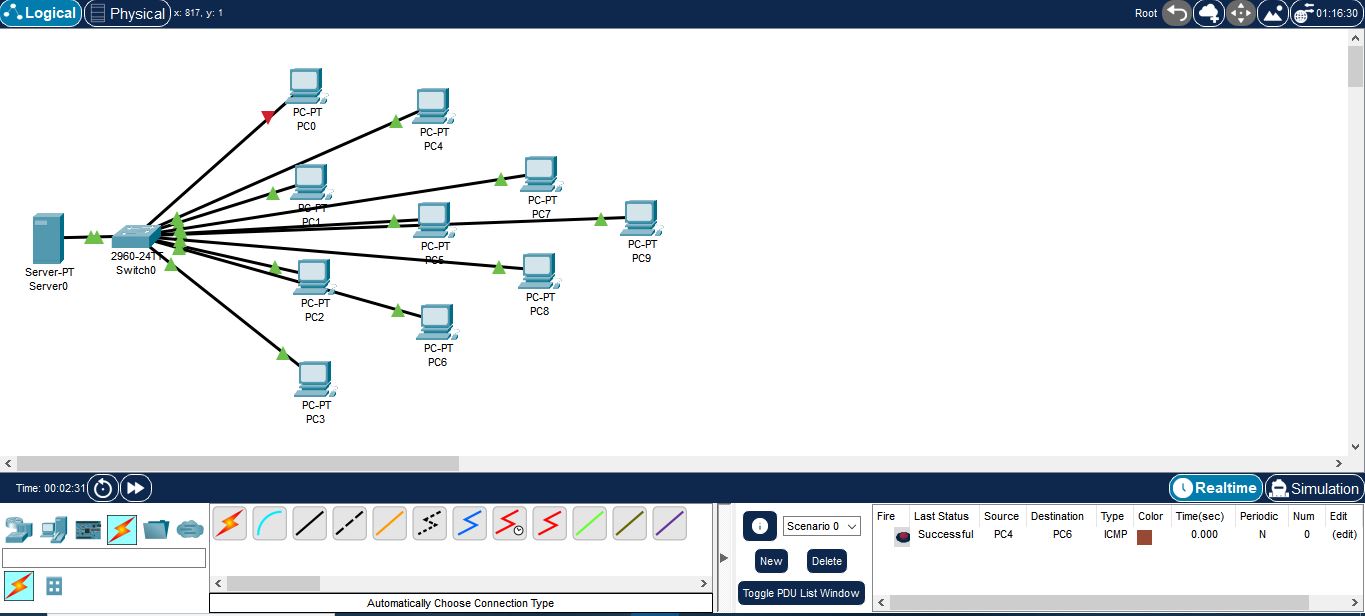 Logical
Physical
x: 817, y: 1
Root
01:16:30
PC-PT
PC0
PC-PT
PC4
PC-PT
PC1
PC-PT
PC7
PC-PT
PC5
PC-PT
PC9
Server-PT
Server0
2960-24TT
Switch0
PC-PT
PC2
PC-PT
PC8
PC-PT
PC6
PC-PT
PC3
Time: 00:02:31
Realtime
Simulation
Scenario 0
New
Delete
Toggle PDU List Window
Fire Last Status Source Destination Type Color Time(sec) Periodic Num Edit
Successful PC4 PC6 ICMP 0.000 N 0 (edit)
Automatically Choose Connection Type